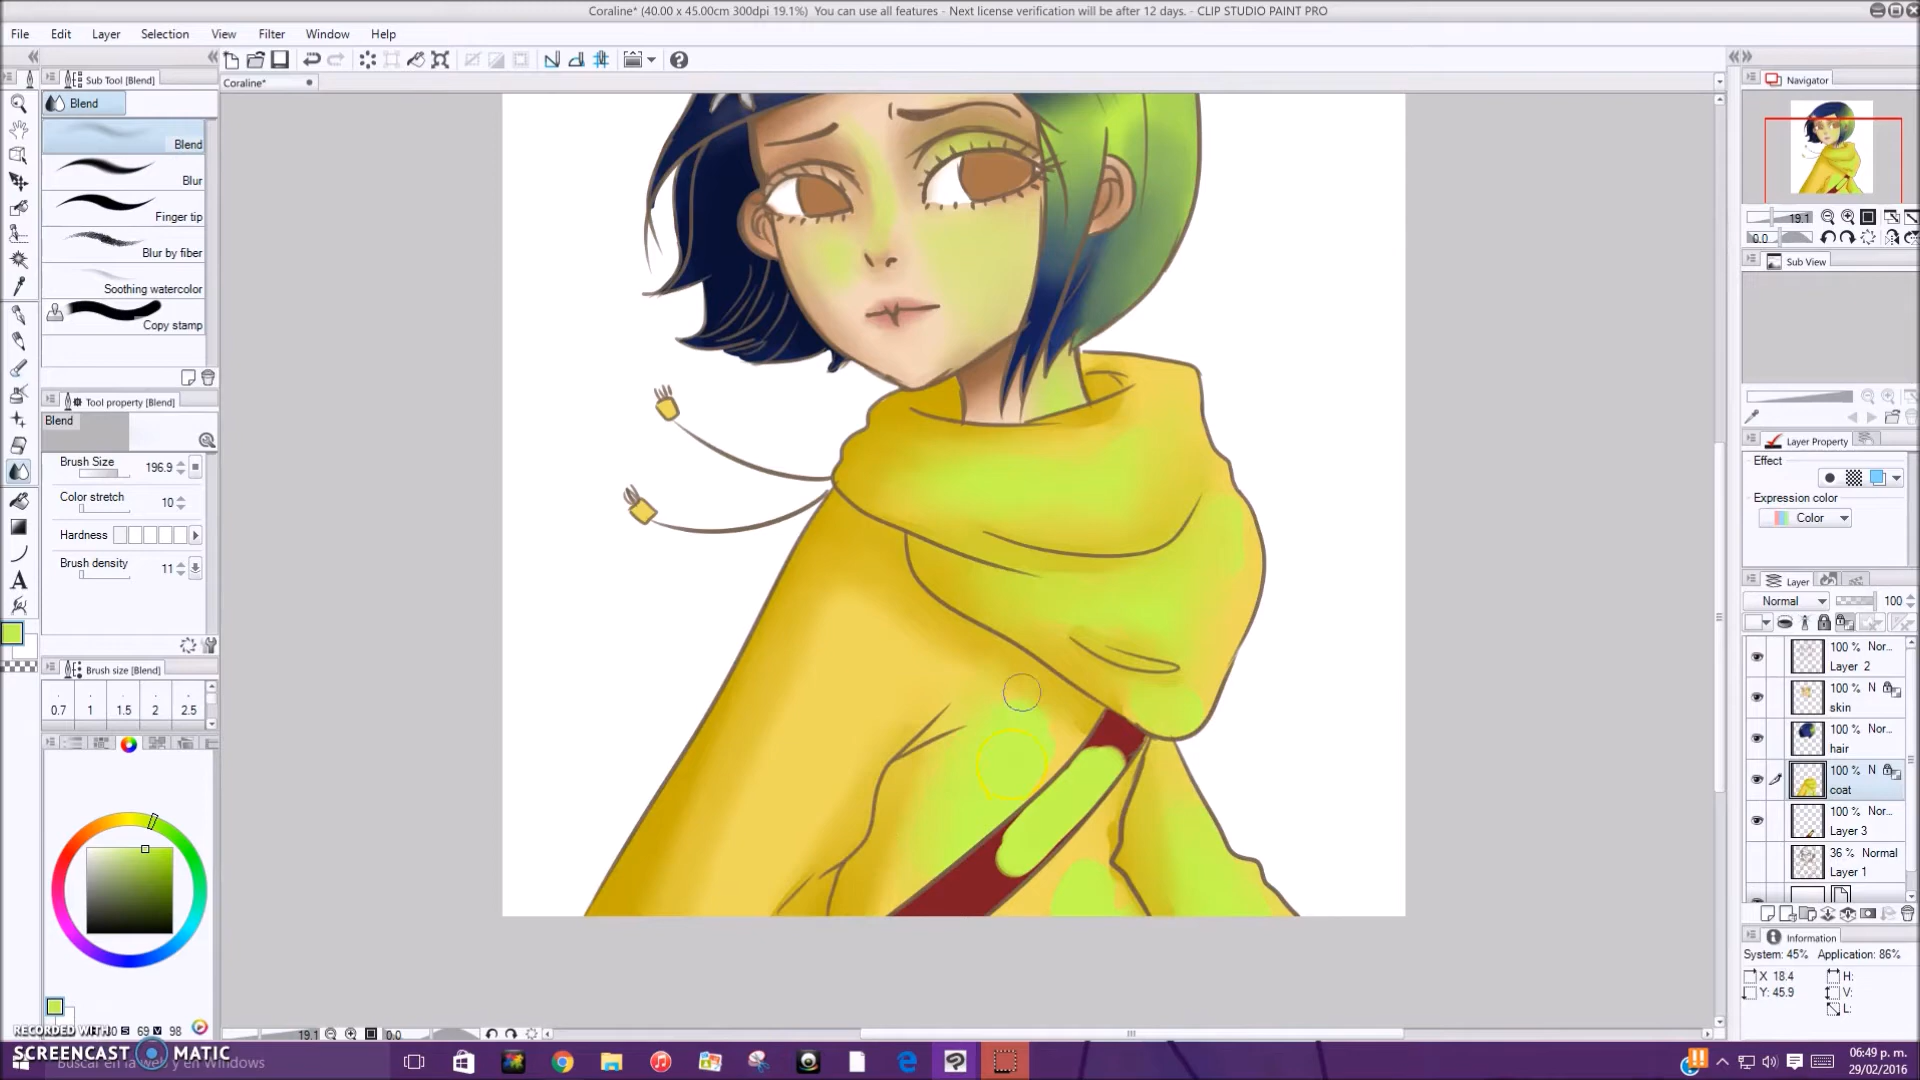 Coraline* (40.00 x 45.00cm 300dpi 19.1%) You can use all features - Next license verification will be after 12 days. - CLIP STUDIO PAINT PRO
File Edit Layer Selection View Filter Window Help
Sub Tool [Blend]
Coraline*
Navigator
Blend
Blend
Blur
Finger tip
Blur by fiber
Soothing watercolor
Copy stamp
19.1
0.0
Sub View
Tool property [Blend]
Blend
Brush Size 196.9
Color stretch 10
Hardness
Brush density 11
Layer Property
Effect
Expression color
Color
Layer
Normal 100
100 % Nor...
Layer 2
100 % N
skin
100 % Nor...
hair
100 % N
coat
100 % Nor...
Layer 3
36 % Normal
Layer 1
Brush size [Blend]
0.7 1 1.5 2 2.5
Information
System: 45% Application: 86%
X 18.4 H:
Y: 45.9 V:
L:
69 V 98
19.1 0.0
RECORDED WITH
SCREENCAST MATIC
Buscar en la web y en Windows
06:49 p. m.
29/02/2016